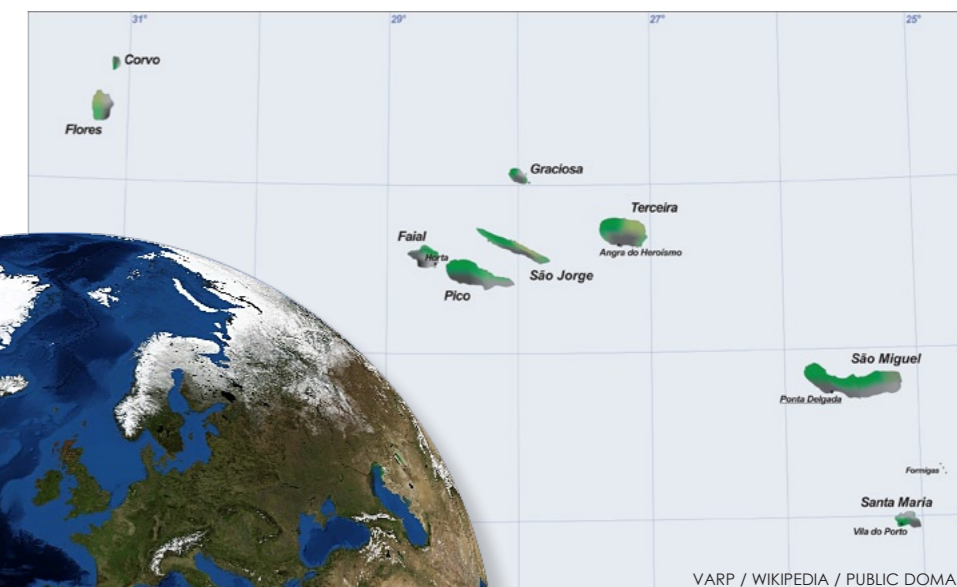 31°
29°
27°
25°
Corvo
Flores
Graciosa
Terceira
Angra do Heroísmo
Faial
Horta
São Jorge
Pico
São Miguel
Ponta Delgada
Formigas
Santa Maria
Vila do Porto
VARP / WIKIPEDIA / PUBLIC DOMA